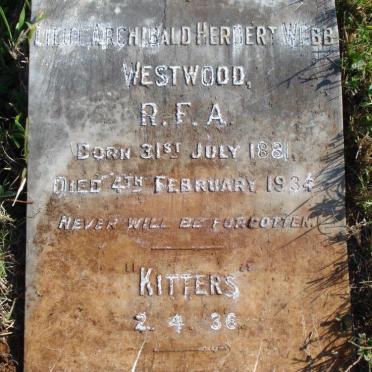 LIEUT. ARCHIBALD HERBERT WEBB
WESTWOOD,
R.F.A.
BORN 31ST JULY 1881.
DIED 4TH FEBRUARY 1934
NEVER WILL BE FORGOTTEN.
"KITTERS"
2. 4. 36